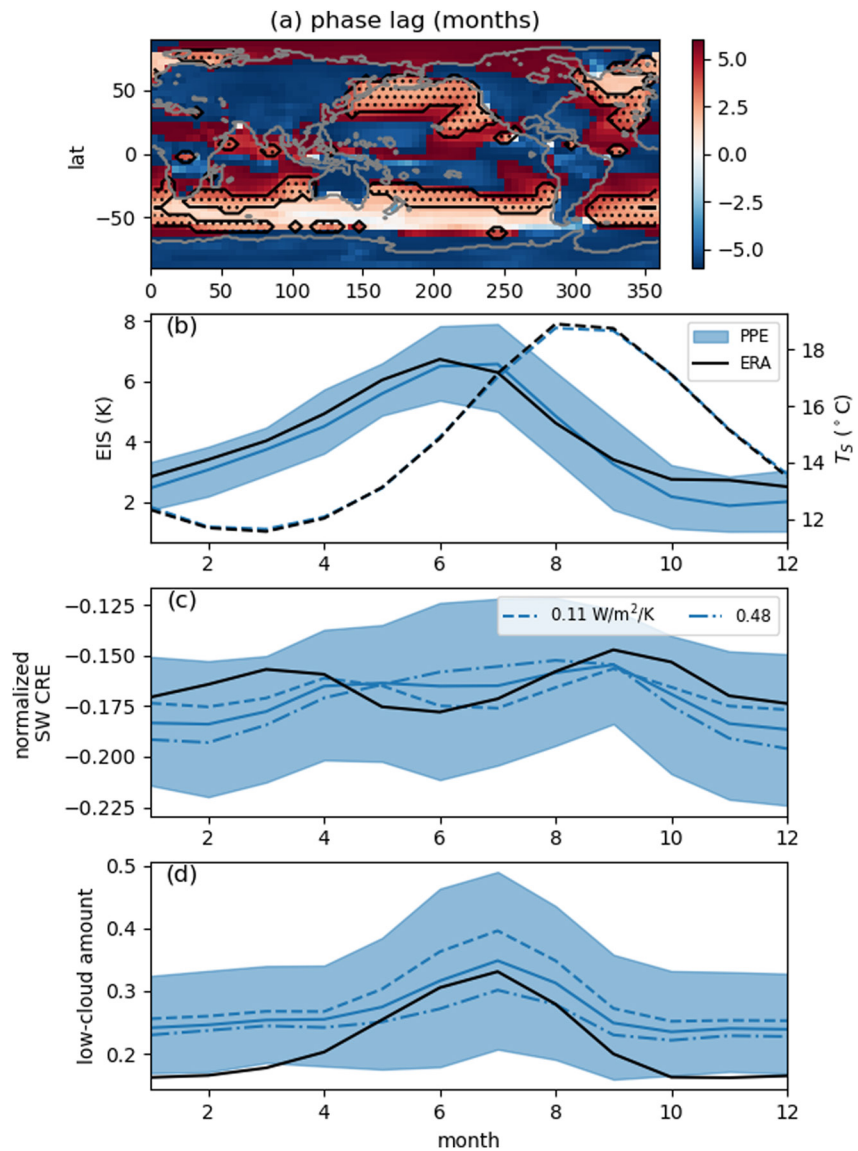 (a) phase lag (months)
lat
50
0
−50
0 50 100 150 200 250 300 350
5.0
2.5
0.0
−2.5
−5.0
(b)
EIS (K)
8
6
4
2
PPE
ERA
18
16
14
12
T_S (°C)
2 4 6 8 10 12
(c)
normalized
SW CRE
−0.125
−0.150
−0.175
−0.200
−0.225
0.11 W/m²/K 0.48
2 4 6 8 10 12
(d)
low-cloud amount
0.5
0.4
0.3
0.2
2 4 6 8 10 12
month